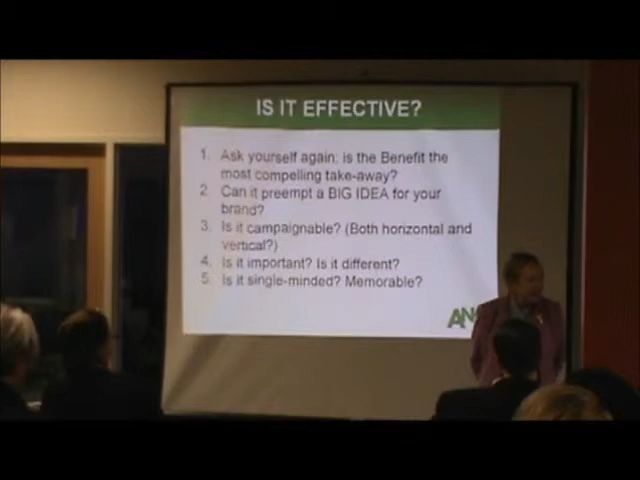 IS IT EFFECTIVE?
1. Ask yourself again: is the Benefit the
most compelling take-away?
2. Can it preempt a BIG IDEA for your
brand?
3. Is it campaignable? (Both horizontal and
vertical?)
4. Is it important? Is it different?
5. Is it single-minded? Memorable?